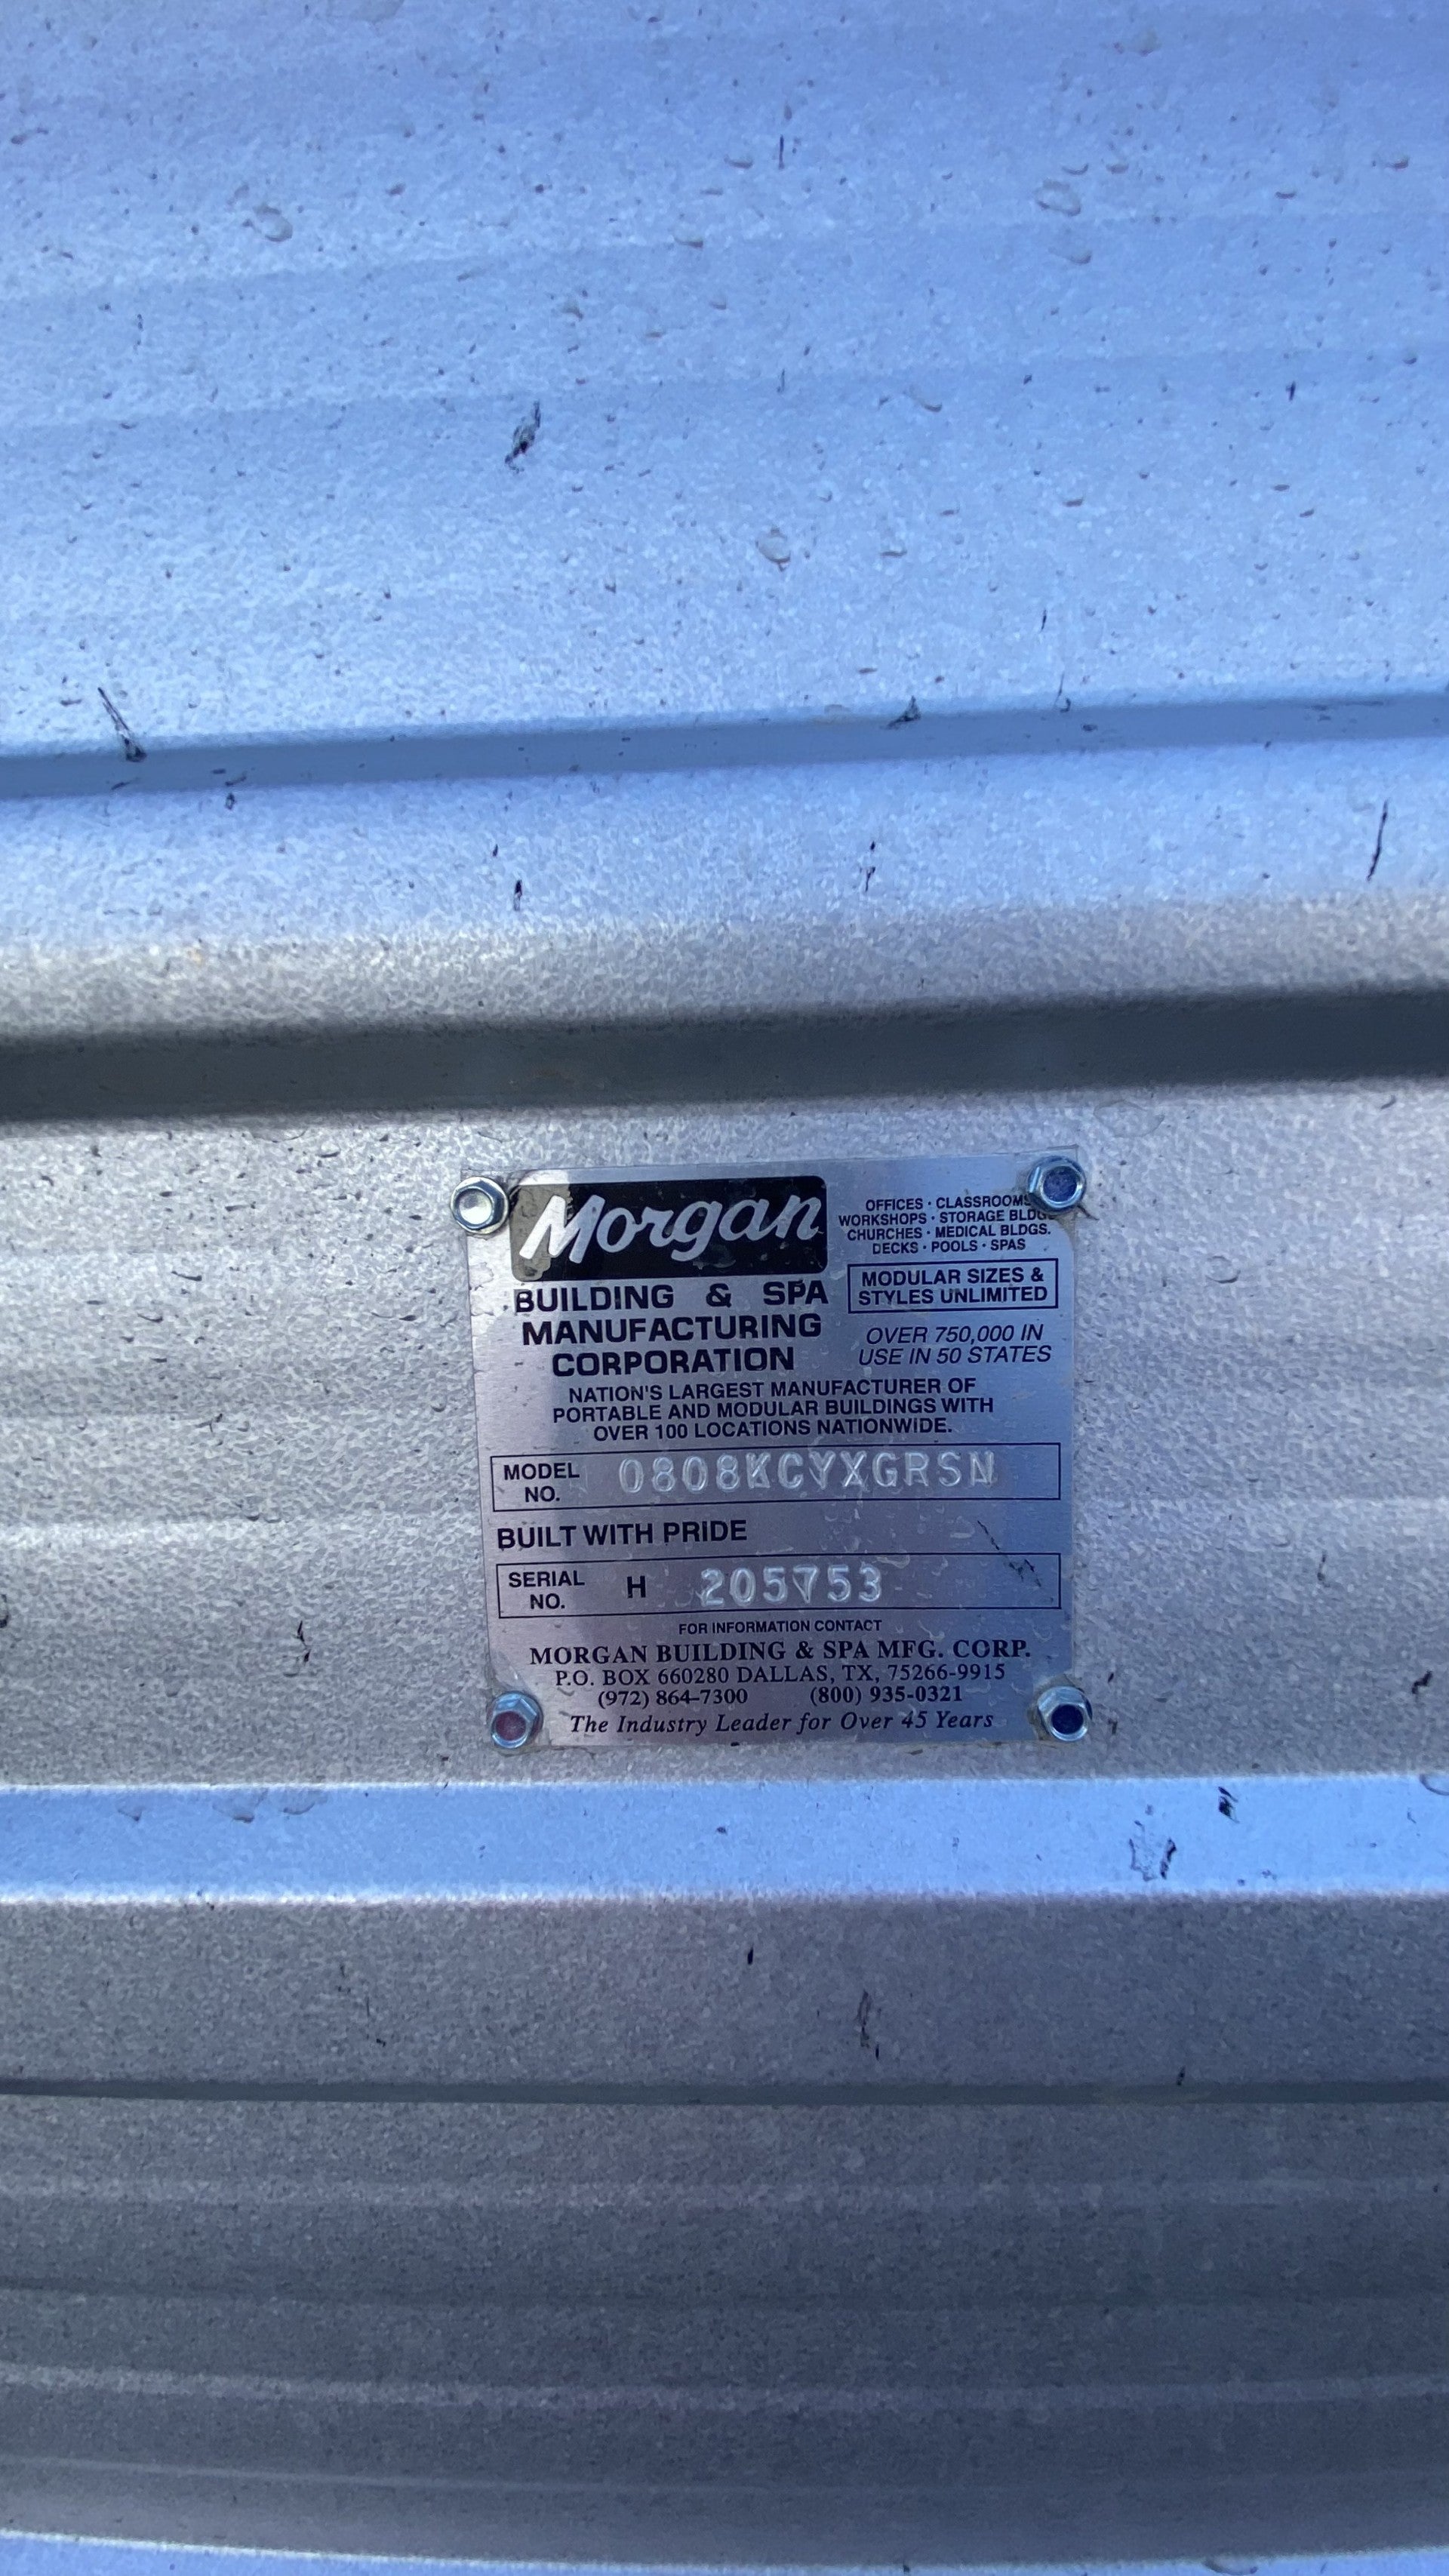 Morgan
BUILDING & SPA
MANUFACTURING
CORPORATION
OFFICES · CLASSROOMS
WORKSHOPS · STORAGE BLDGS
CHURCHES · MEDICAL BLDGS.
DECKS · POOLS · SPAS
MODULAR SIZES &
STYLES UNLIMITED
OVER 750,000 IN
USE IN 50 STATES
NATION'S LARGEST MANUFACTURER OF
PORTABLE AND MODULAR BUILDINGS WITH
OVER 100 LOCATIONS NATIONWIDE.
MODEL NO. 0808KCYXGRSN
BUILT WITH PRIDE
SERIAL NO. H 205753
FOR INFORMATION CONTACT
MORGAN BUILDING & SPA MFG. CORP.
P.O. BOX 660280 DALLAS, TX, 75266-9915
(972) 864-7300 (800) 935-0321
The Industry Leader for Over 45 Years